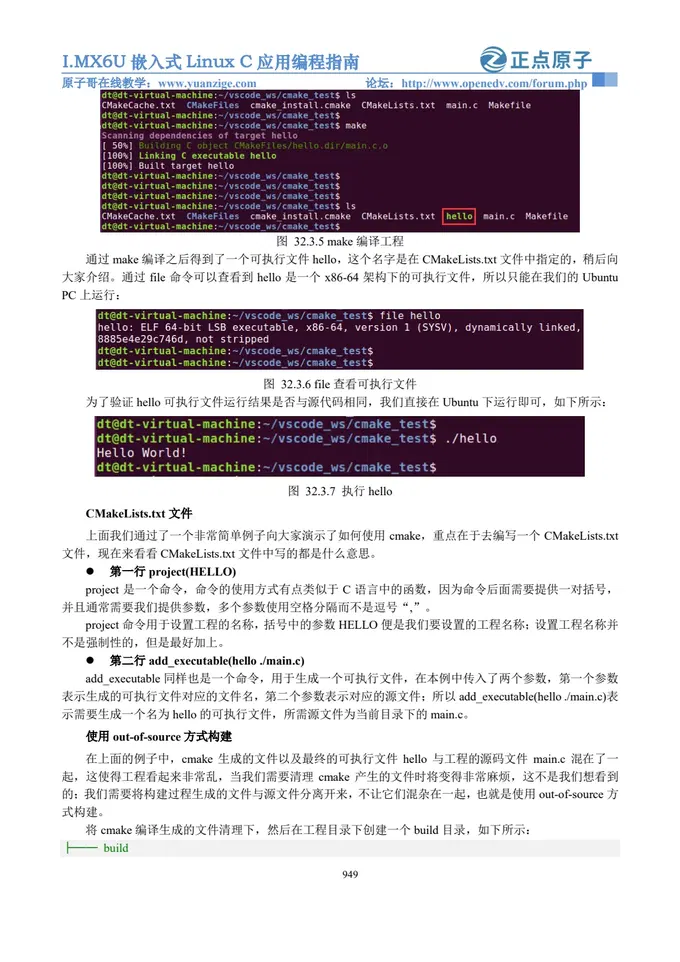 I.MX6U 嵌入式 Linux C 应用编程指南
正点原子
原子哥在线教学：www.yuanzige.com 论坛：http://www.openedv.com/forum.php
dt@dt-virtual-machine:~/vscode_ws/cmake_test$ ls
CMakeCache.txt CMakeFiles cmake_install.cmake CMakeLists.txt main.c Makefile
dt@dt-virtual-machine:~/vscode_ws/cmake_test$
dt@dt-virtual-machine:~/vscode_ws/cmake_test$ make
Scanning dependencies of target hello
[ 50%] Building C object CMakeFiles/hello.dir/main.c.o
[100%] Linking C executable hello
[100%] Built target hello
dt@dt-virtual-machine:~/vscode_ws/cmake_test$
dt@dt-virtual-machine:~/vscode_ws/cmake_test$
dt@dt-virtual-machine:~/vscode_ws/cmake_test$
dt@dt-virtual-machine:~/vscode_ws/cmake_test$ ls
CMakeCache.txt CMakeFiles cmake_install.cmake CMakeLists.txt hello main.c Makefile
dt@dt-virtual-machine:~/vscode_ws/cmake_test$
图 32.3.5 make 编译工程
通过 make 编译之后得到了一个可执行文件 hello，这个名字是在 CMakeLists.txt 文件中指定的，稍后向
大家介绍。通过 file 命令可以查看到 hello 是一个 x86-64 架构下的可执行文件，所以只能在我们的 Ubuntu
PC 上运行：
dt@dt-virtual-machine:~/vscode_ws/cmake_test$ file hello
hello: ELF 64-bit LSB executable, x86-64, version 1 (SYSV), dynamically linked,
8885e4e29c746d, not stripped
dt@dt-virtual-machine:~/vscode_ws/cmake_test$
dt@dt-virtual-machine:~/vscode_ws/cmake_test$
图 32.3.6 file 查看可执行文件
为了验证 hello 可执行文件运行结果是否与源代码相同，我们直接在 Ubuntu 下运行即可，如下所示：
dt@dt-virtual-machine:~/vscode_ws/cmake_test$
dt@dt-virtual-machine:~/vscode_ws/cmake_test$ ./hello
Hello World!
dt@dt-virtual-machine:~/vscode_ws/cmake_test$
图 32.3.7 执行 hello
CMakeLists.txt 文件
上面我们通过了一个非常简单例子向大家演示了如何使用 cmake，重点在于去编写一个 CMakeLists.txt
文件，现在来看看 CMakeLists.txt 文件中写的都是什么意思。
● 第一行 project(HELLO)
project 是一个命令，命令的使用方式有点类似于 C 语言中的函数，因为命令后面需要提供一对括号，
并且通常需要我们提供参数，多个参数使用空格分隔而不是逗号“,”。
project 命令用于设置工程的名称，括号中的参数 HELLO 便是我们要设置的工程名称；设置工程名称并
不是强制性的，但是最好加上。
● 第二行 add_executable(hello ./main.c)
add_executable 同样也是一个命令，用于生成一个可执行文件，在本例中传入了两个参数，第一个参数
表示生成的可执行文件对应的文件名，第二个参数表示对应的源文件；所以 add_executable(hello ./main.c)表
示需要生成一个名为 hello 的可执行文件，所需源文件为当前目录下的 main.c。
使用 out-of-source 方式构建
在上面的例子中，cmake 生成的文件以及最终的可执行文件 hello 与工程的源码文件 main.c 混在了一
起，这使得工程看起来非常乱，当我们需要清理 cmake 产生的文件时将变得非常麻烦，这不是我们想看到
的；我们需要将构建过程生成的文件与源文件分离开来，不让它们混杂在一起，也就是使用 out-of-source 方
式构建。
将 cmake 编译生成的文件清理下，然后在工程目录下创建一个 build 目录，如下所示：
├── build
949